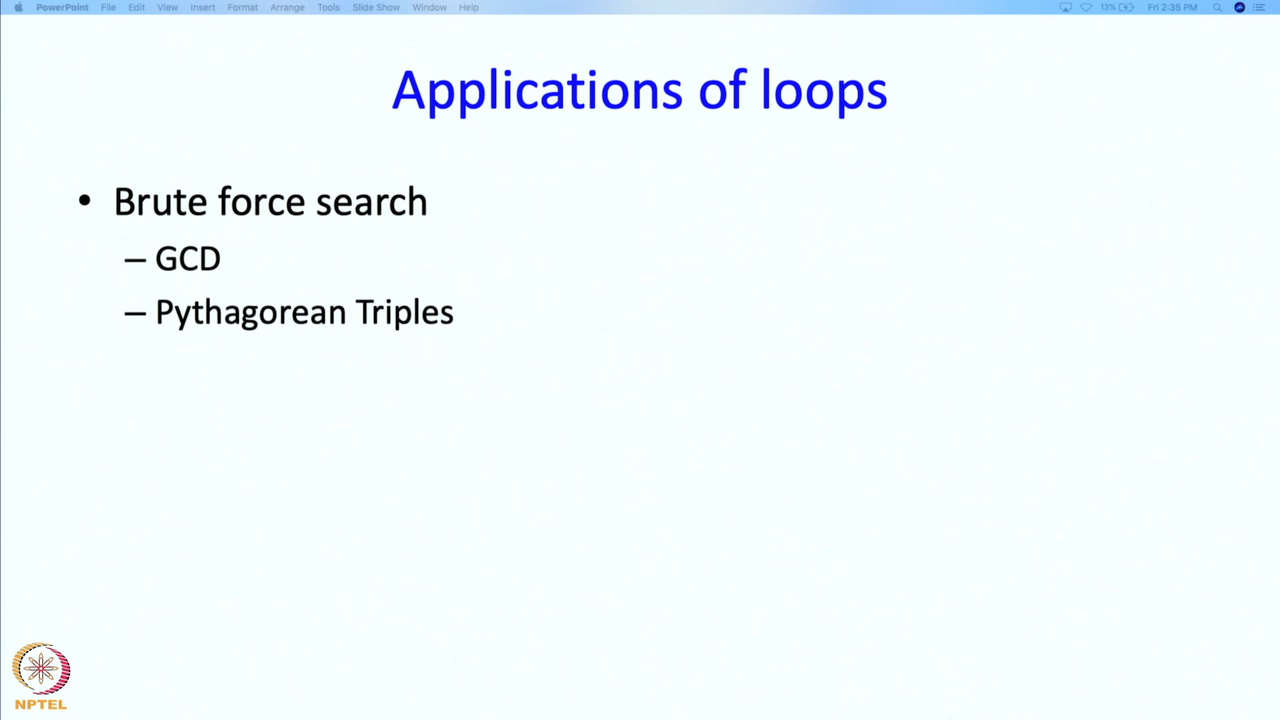 PowerPoint File Edit View Insert Format Arrange Tools Slide Show Window Help 13% Fri 2:35 PM
Applications of loops
• Brute force search
– GCD
– Pythagorean Triples
NPTEL